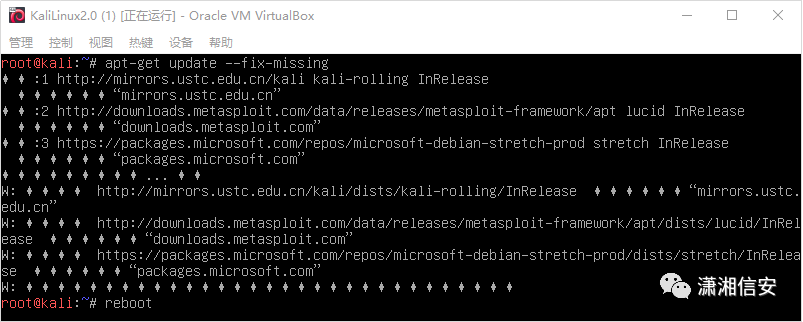 KaliLinux2.0 (1) [正在运行] - Oracle VM VirtualBox
管理 控制 视图 热键 设备 帮助
root@kali:~# apt-get update --fix-missing
♦ ♦ :1 http://mirrors.ustc.edu.cn/kali kali-rolling InRelease
♦ ♦ ♦ ♦ ♦ ♦ “mirrors.ustc.edu.cn”
♦ ♦ :2 http://downloads.metasploit.com/data/releases/metasploit-framework/apt lucid InRelease
♦ ♦ ♦ ♦ ♦ ♦ “downloads.metasploit.com”
♦ ♦ :3 https://packages.microsoft.com/repos/microsoft-debian-stretch-prod stretch InRelease
♦ ♦ ♦ ♦ ♦ ♦ “packages.microsoft.com”
♦ ♦ ♦ ♦ ♦ ♦ ♦ ♦ ♦ ... ♦ ♦
W: ♦ ♦ ♦ ♦ http://mirrors.ustc.edu.cn/kali/dists/kali-rolling/InRelease ♦ ♦ ♦ ♦ ♦ ♦ “mirrors.ustc.
edu.cn”
W: ♦ ♦ ♦ ♦ http://downloads.metasploit.com/data/releases/metasploit-framework/apt/dists/lucid/InRel
ease ♦ ♦ ♦ ♦ ♦ ♦ “downloads.metasploit.com”
W: ♦ ♦ ♦ ♦ https://packages.microsoft.com/repos/microsoft-debian-stretch-prod/dists/stretch/InRelea
se ♦ ♦ ♦ ♦ ♦ ♦ “packages.microsoft.com”
W: ♦ ♦ ♦ ♦ ♦ ♦ ♦ ♦ ♦ ♦ ♦ ♦ ♦ ♦ ♦ ♦ ♦ ♦ ♦ ♦ ♦ ♦ ♦ ♦ ♦ ♦ ♦
root@kali:~# reboot
潇湘信安